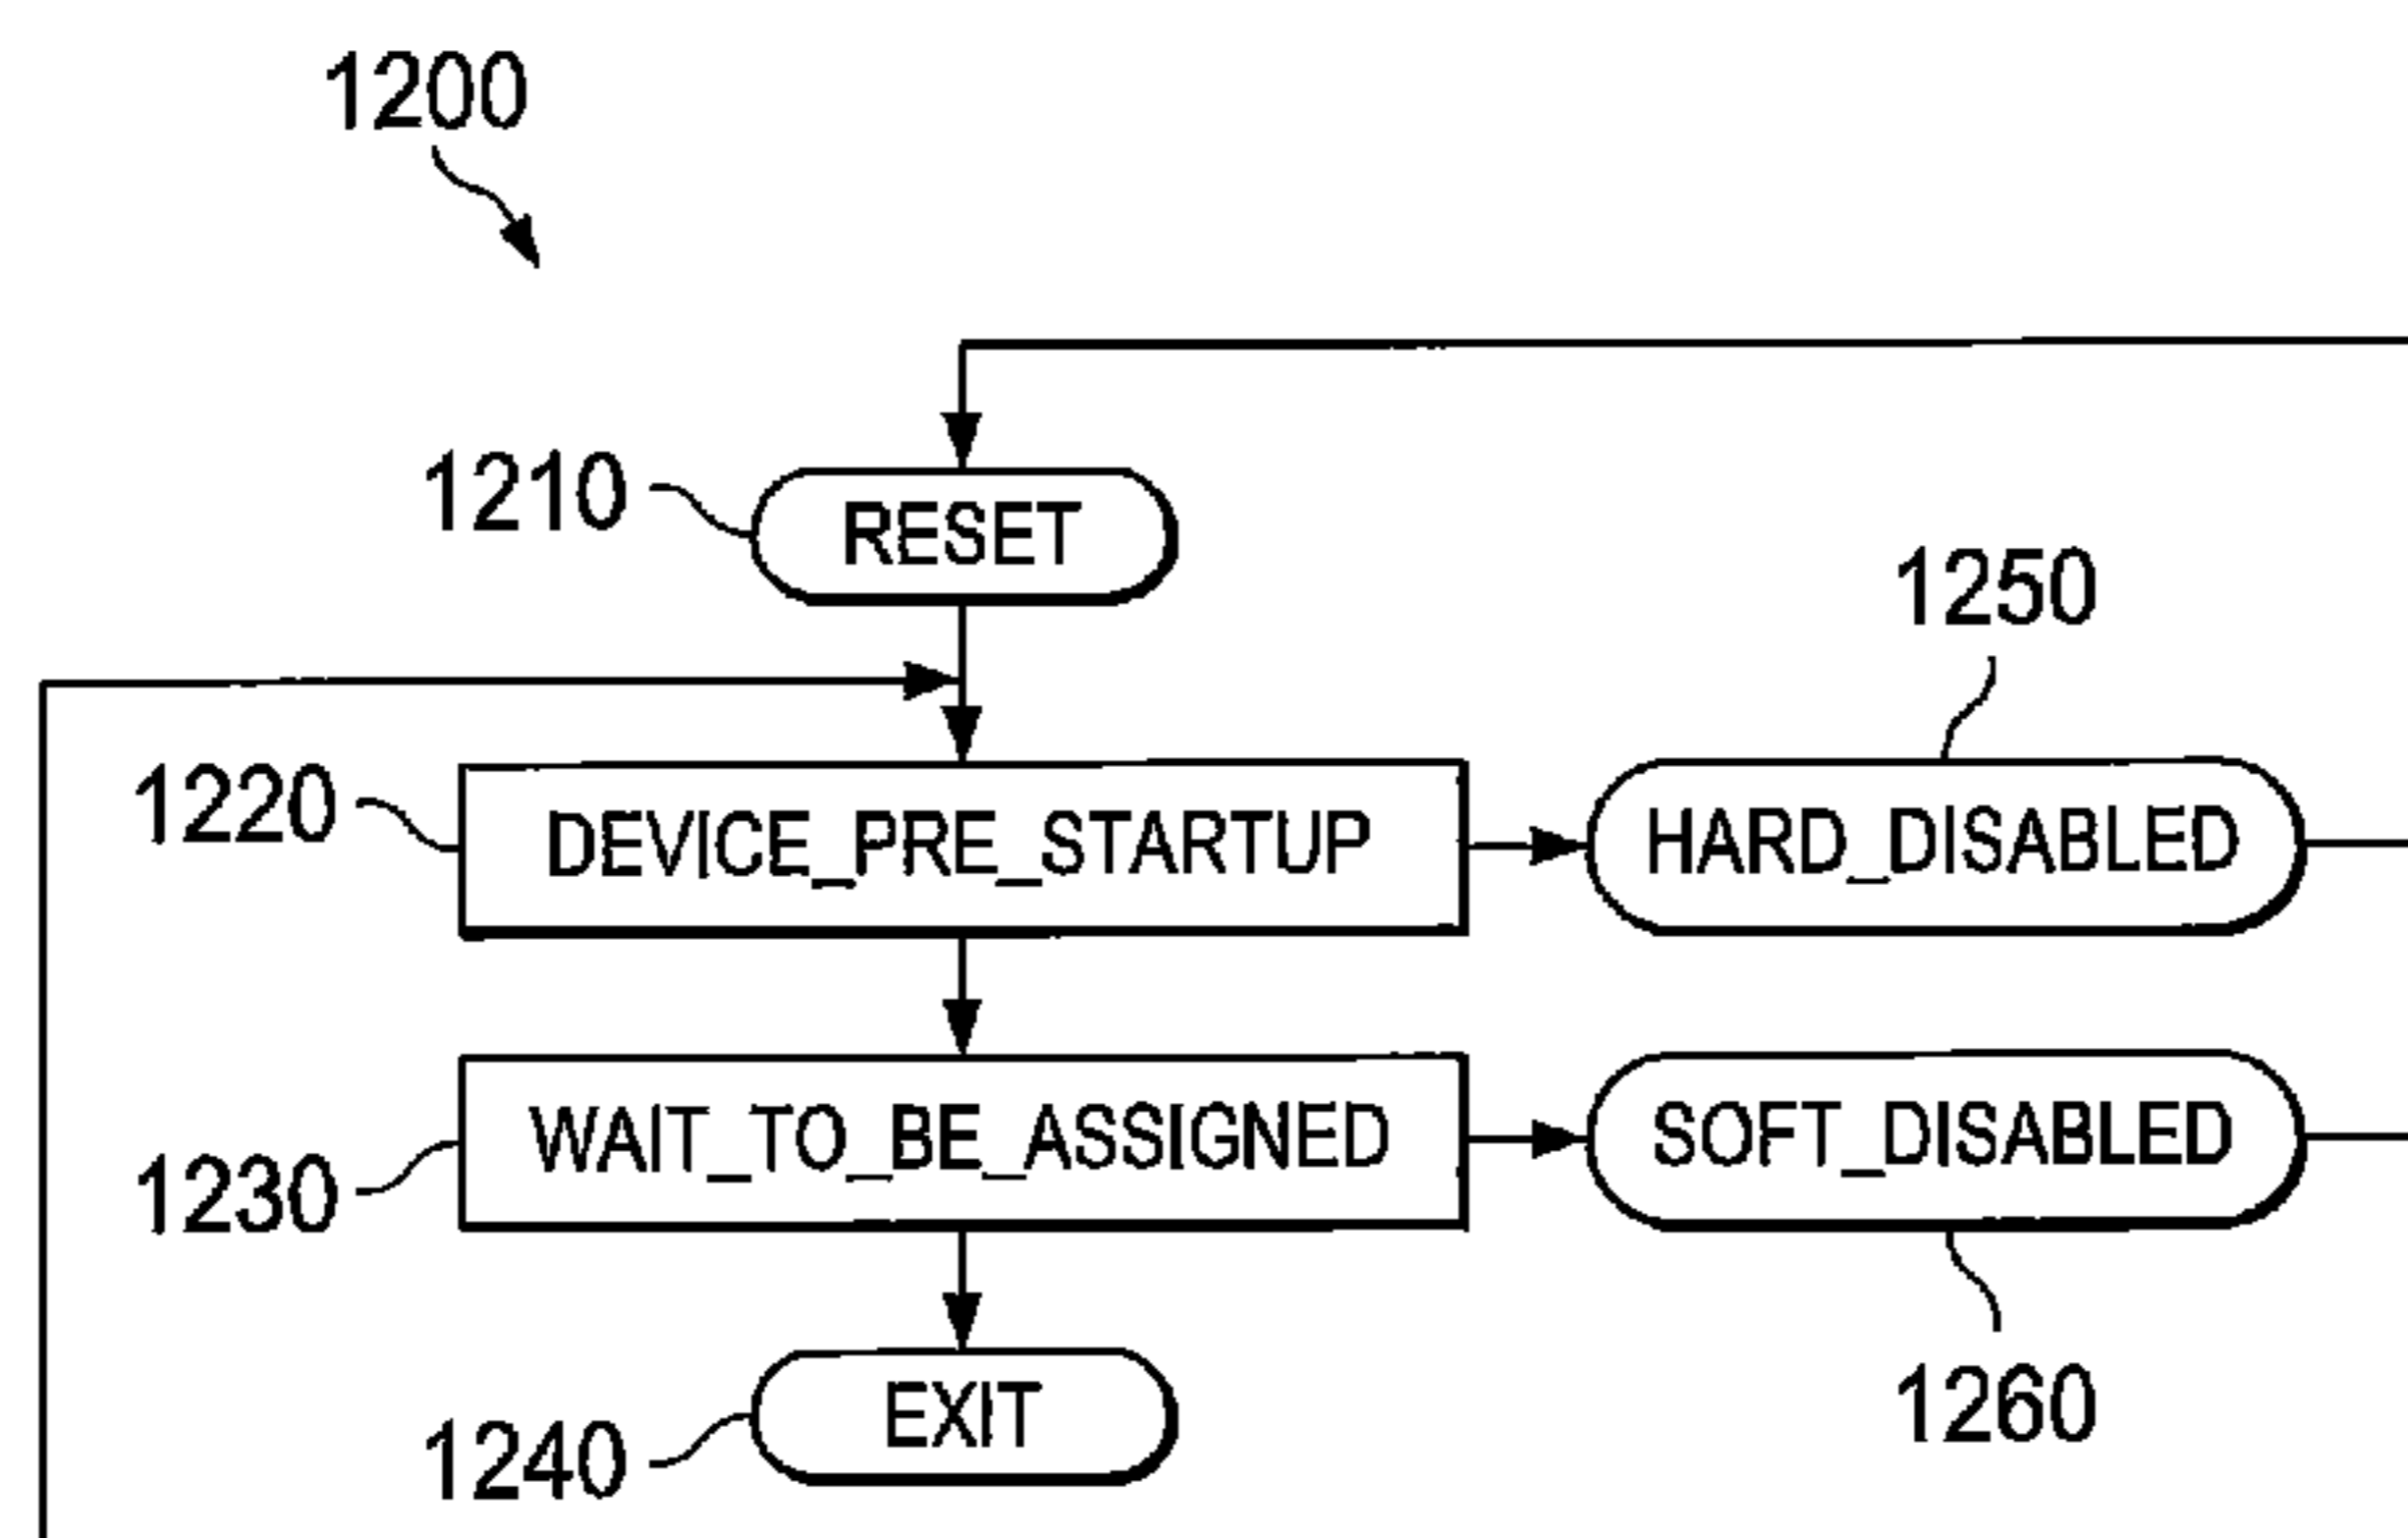 1200
1210
RESET
1250
1220
DEVICE_PRE_STARTUP
HARD_DISABLED
1230
WAIT_TO_BE_ASSIGNED
SOFT_DISABLED
1240
EXIT
1260